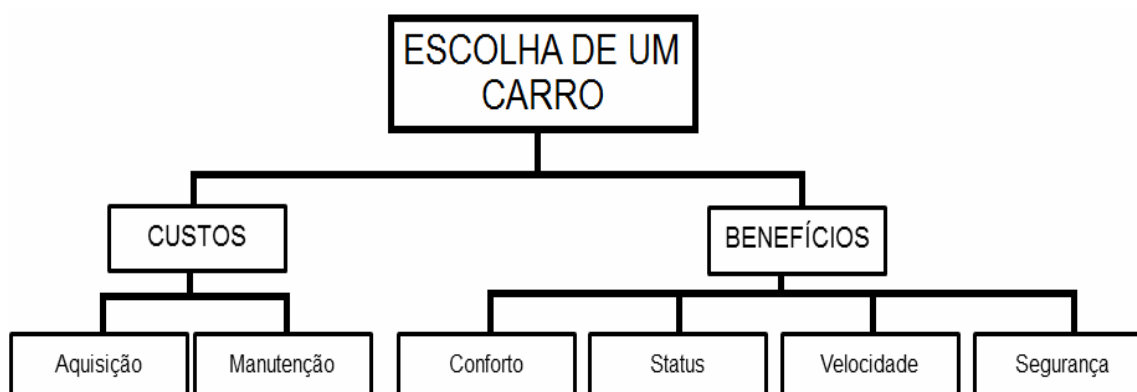 ESCOLHA DE UM
CARRO
CUSTOS
BENEFÍCIOS
Aquisição
Manutenção
Conforto
Status
Velocidade
Segurança